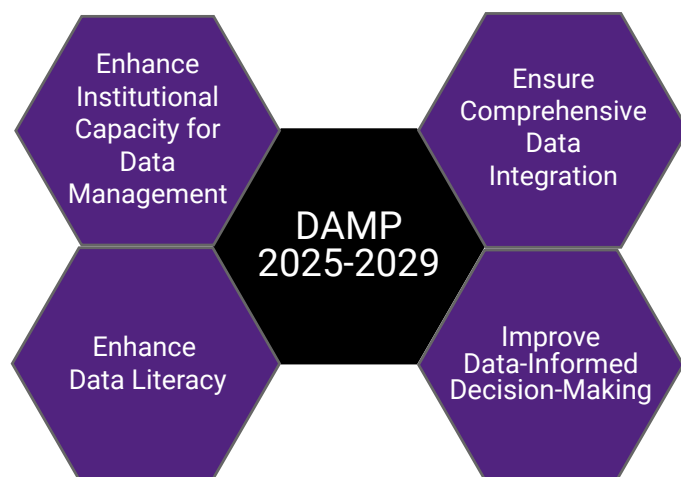 Enhance
Institutional
Capacity for
Data
Management
Ensure
Comprehensive
Data
Integration
DAMP
2025-2029
Enhance
Data Literacy
Improve
Data-Informed
Decision-Making